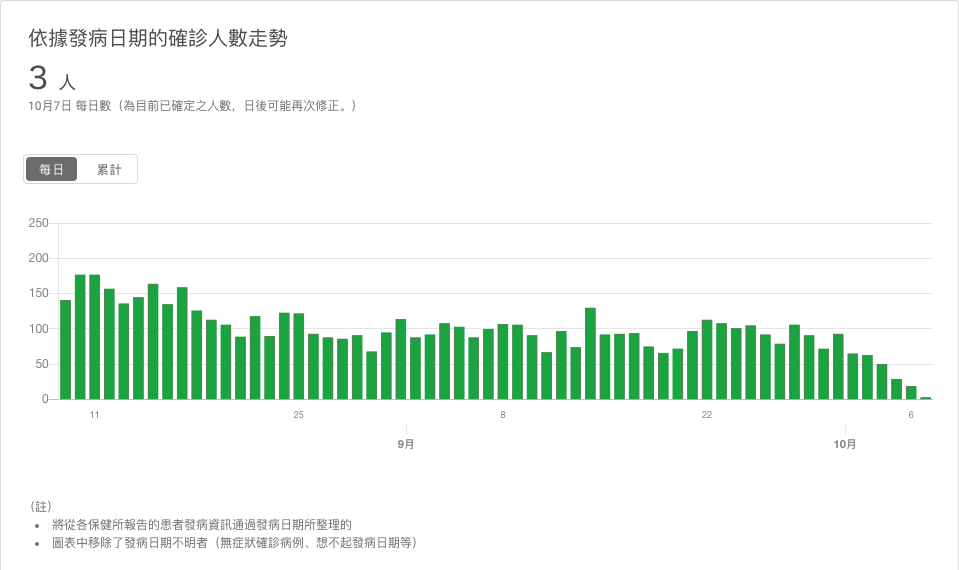 依據發病日期的確診人數走勢
3 人
10月7日 每日數（為目前已確定之人數，日後可能再次修正。）
每日 累計
250
200
150
100
50
0
11 25 8 22 6
9月 10月
（註）
• 將從各保健所報告的患者發病資訊通過發病日期所整理的
• 圖表中移除了發病日期不明者（無症狀確診病例、想不起發病日期等）